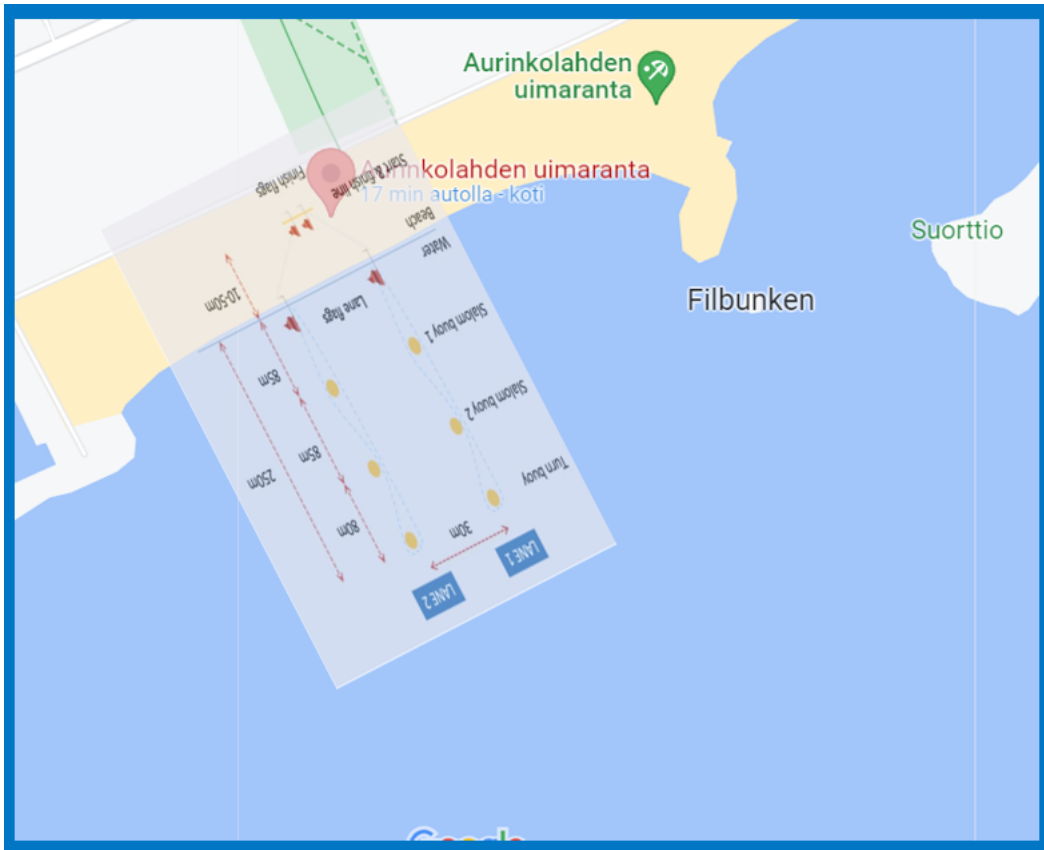 Aurinkolahden
uimaranta
Aurinkolahden uimaranta
17 min autolla - koti
Suorttio
Filbunken
Finish flags
Start & finish line
Beach
Water
10-50m
Lane flags
Slalom buoy 1
85m
Slalom buoy 2
85m
250m
Turn buoy
80m
30m
LANE 1
LANE 2
Google